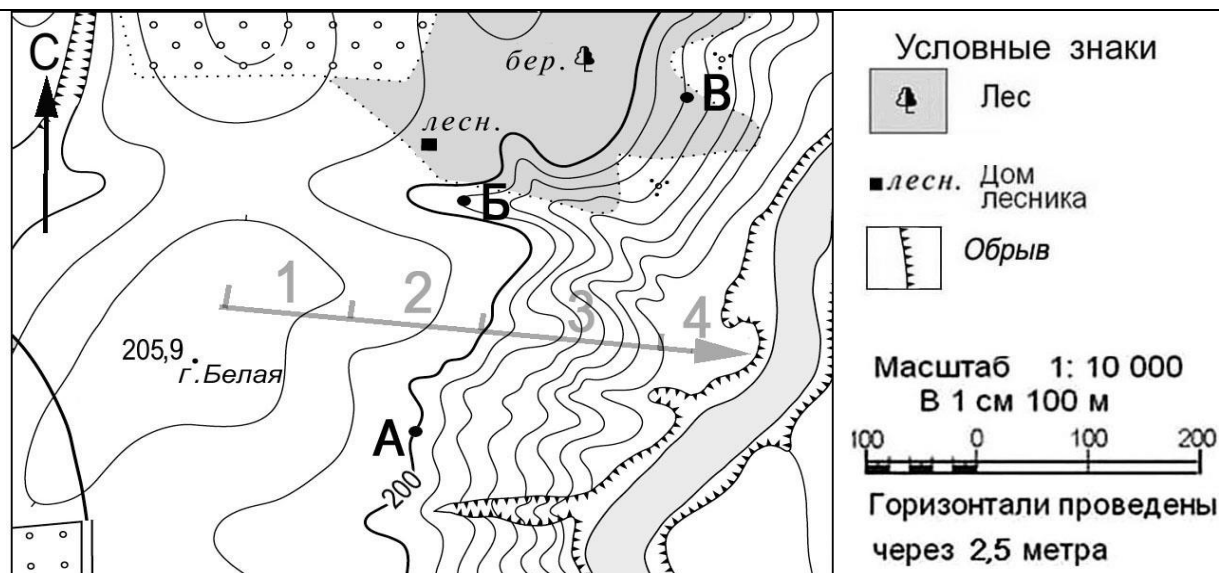 С
бер.
В
лесн.
Б
1
2
3
4
205,9
г.Белая
А
200
Условные знаки
Лес
лесн.
Дом
лесника
Обрыв
Масштаб 1: 10 000
В 1 см 100 м
100 0 100 200
Горизонтали проведены
через 2,5 метра